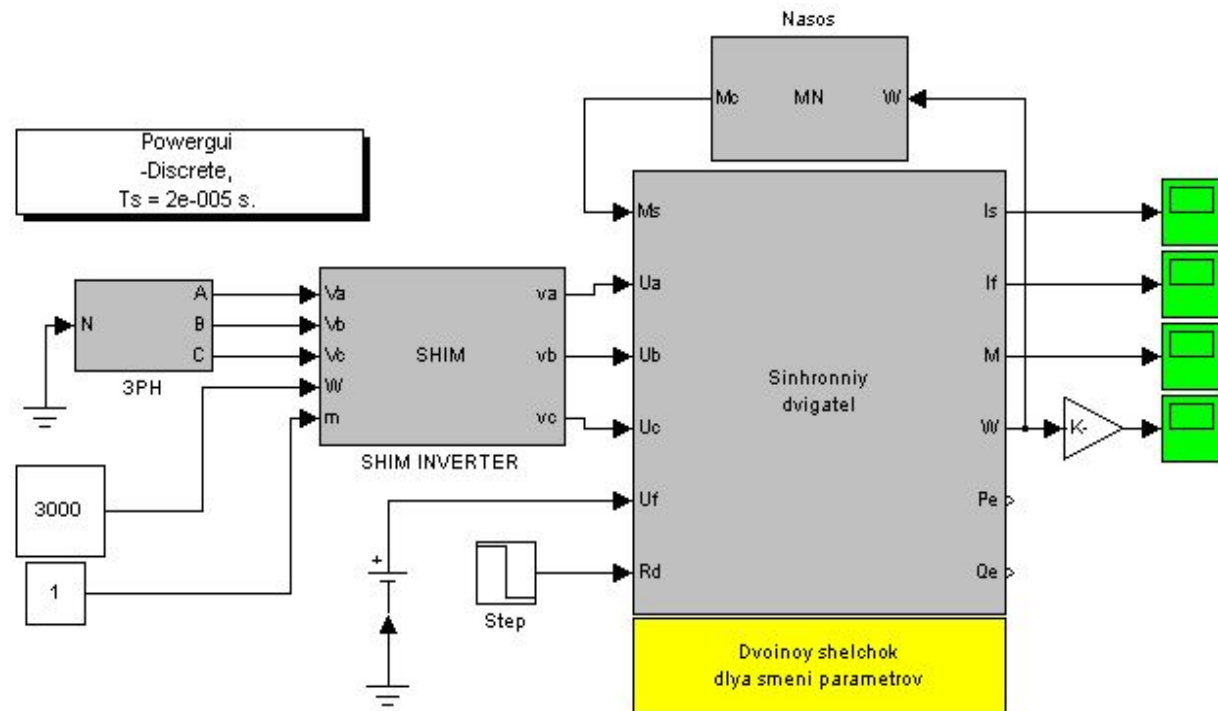 Nasos
Mc MN W
Powergui
-Discrete,
Ts = 2e-005 s.
Ms
Ua
Ub
Uc
Uf
Rd
Sinhronniy
dvigatel
Is
If
M
W
Pe
Qe
K-
N
A
B
C
3PH
Va
Vb
Vc
W
m
SHIM
va
vb
vc
SHIM INVERTER
3000
1
+
Step
Dvoinoy shelchok
dlya smeni parametrov